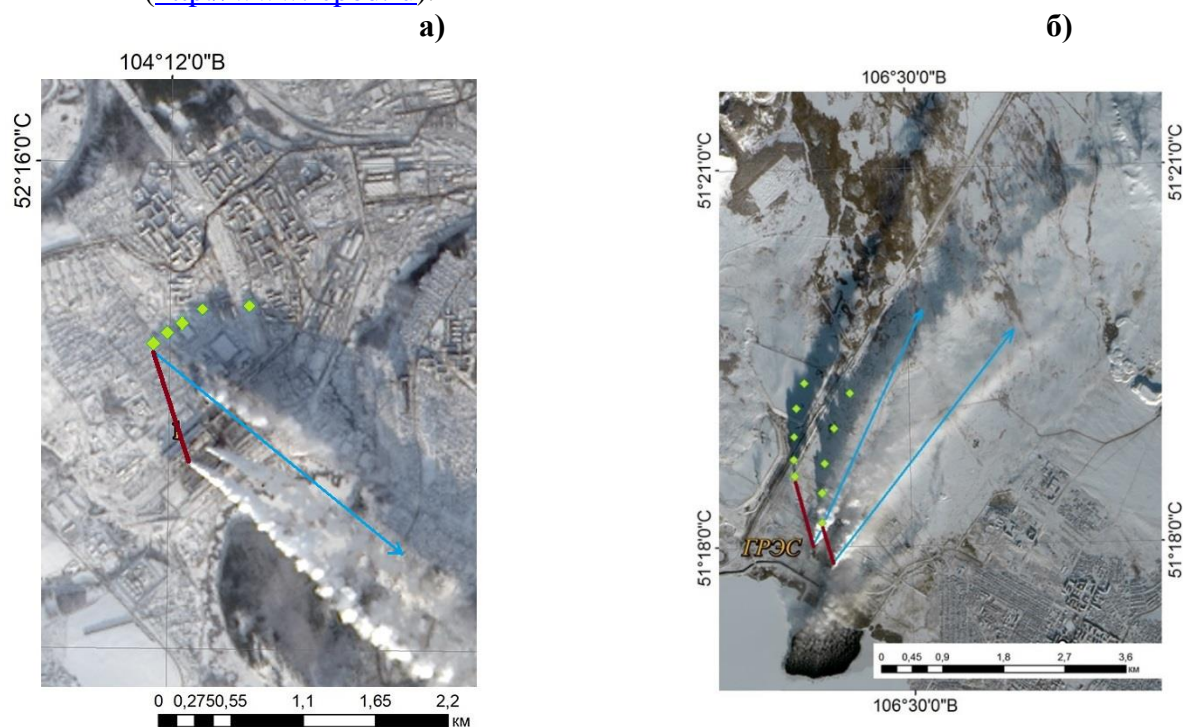 а)
б)
104°12'0"В
106°30'0"В
52°16'0"С
51°21'0"С
51°21'0"С
51°18'0"С
51°18'0"С
ГРЭС
0 0,45 0,9 1,8 2,7 3,6
км
106°30'0"В
0 0,2750,55 1,1 1,65 2,2
км